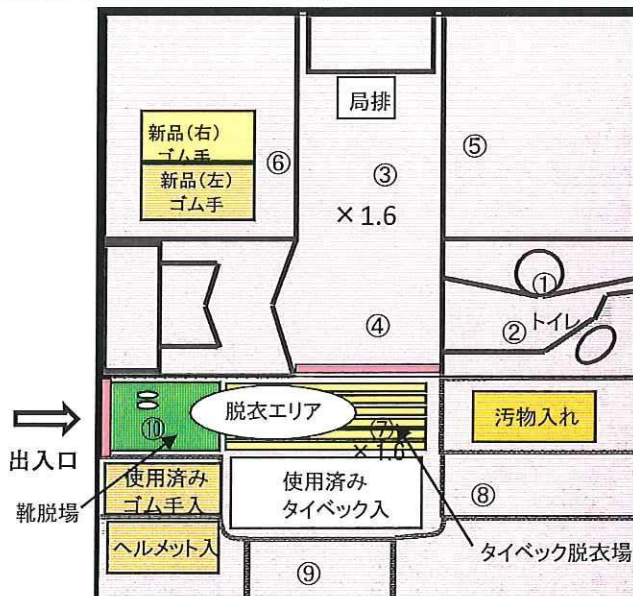 局排
新品(右)
ゴム手
新品(左)
ゴム手
⑥
③
⑤
×1.6
①
④
②
トイレ
出入口
⑩
脱衣エリア
⑦
×1.6
汚物入れ
靴脱場
使用済み
ゴム手入
使用済み
タイベック入
⑧
ヘルメット入
⑨
タイベック脱衣場